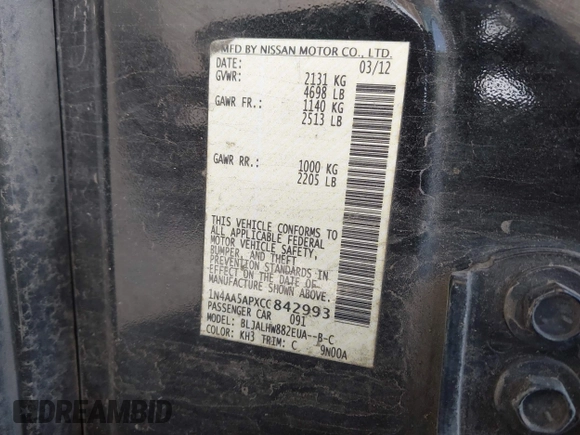 MFD BY NISSAN MOTOR CO., LTD.
DATE: 03/12
GVWR: 2131 KG
4698 LB
GAWR FR.: 1140 KG
2513 LB
GAWR RR.: 1000 KG
2205 LB
THIS VEHICLE CONFORMS TO
ALL APPLICABLE FEDERAL
MOTOR VEHICLE SAFETY,
BUMPER, AND THEFT
PREVENTION STANDARDS IN
EFFECT ON THE DATE OF
MANUFACTURE SHOWN ABOVE.
1N4AA5APXCC842993
PASSENGER CAR 091
MODEL: BLJALHW882EUA--B-C
COLOR: KH3 TRIM: C 9N00A
DREAMBID